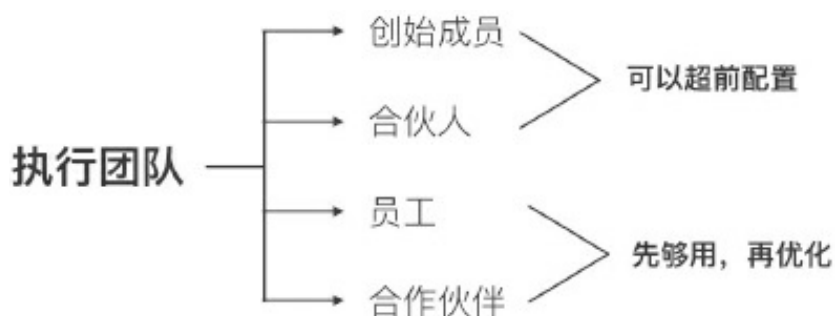 创始成员
可以超前配置
合伙人
执行团队
员工
先够用，再优化
合作伙伴